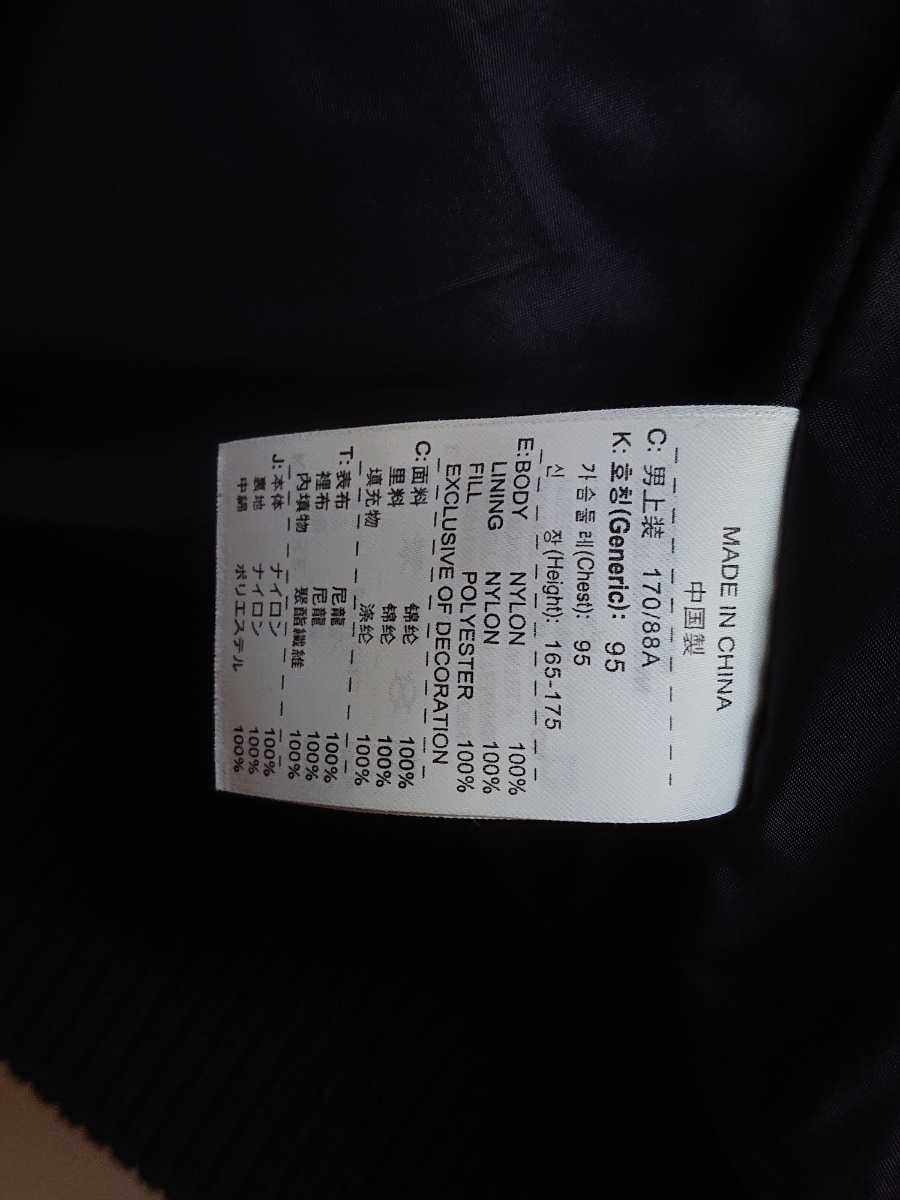 MADE IN CHINA
中国製
C: 男上装 170/88A
K: 호칭(Generic): 95
가슴둘레(Chest): 95
신 장(Height): 165-175
E: BODY NYLON 100%
LINING NYLON 100%
FILL POLYESTER 100%
EXCLUSIVE OF DECORATION
C: 面料 锦纶 100%
里料 锦纶 100%
填充物 涤纶 100%
T: 表布 尼龍 100%
裡布 尼龍 100%
內填物 聚酯纖維 100%
J: 本体 ナイロン 100%
裏地 ナイロン 100%
中綿 ポリエステル 100%